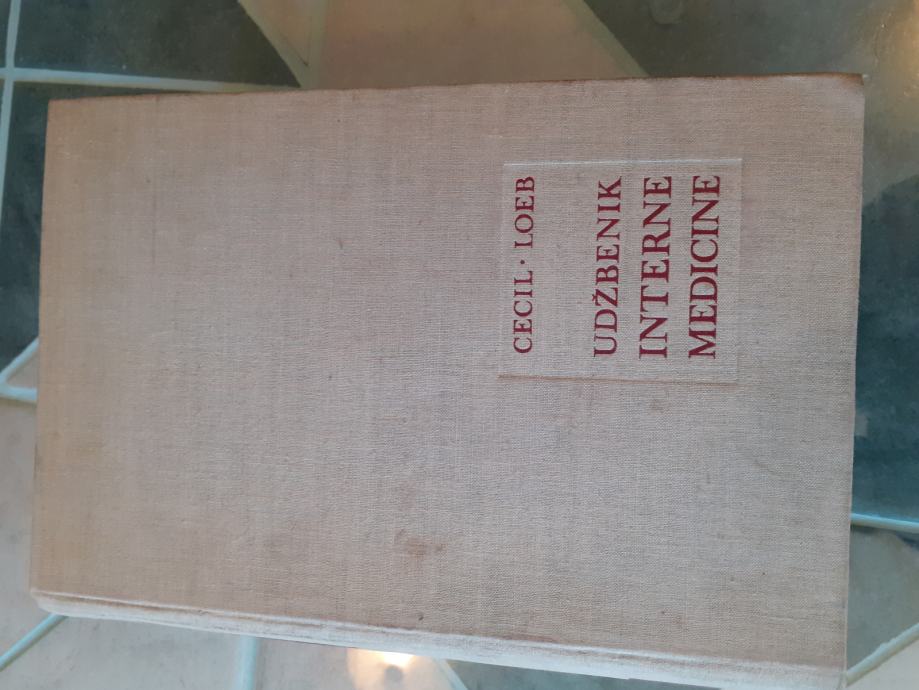 CECIL · LOEB
UDŽBENIK
INTERNE
MEDICINE